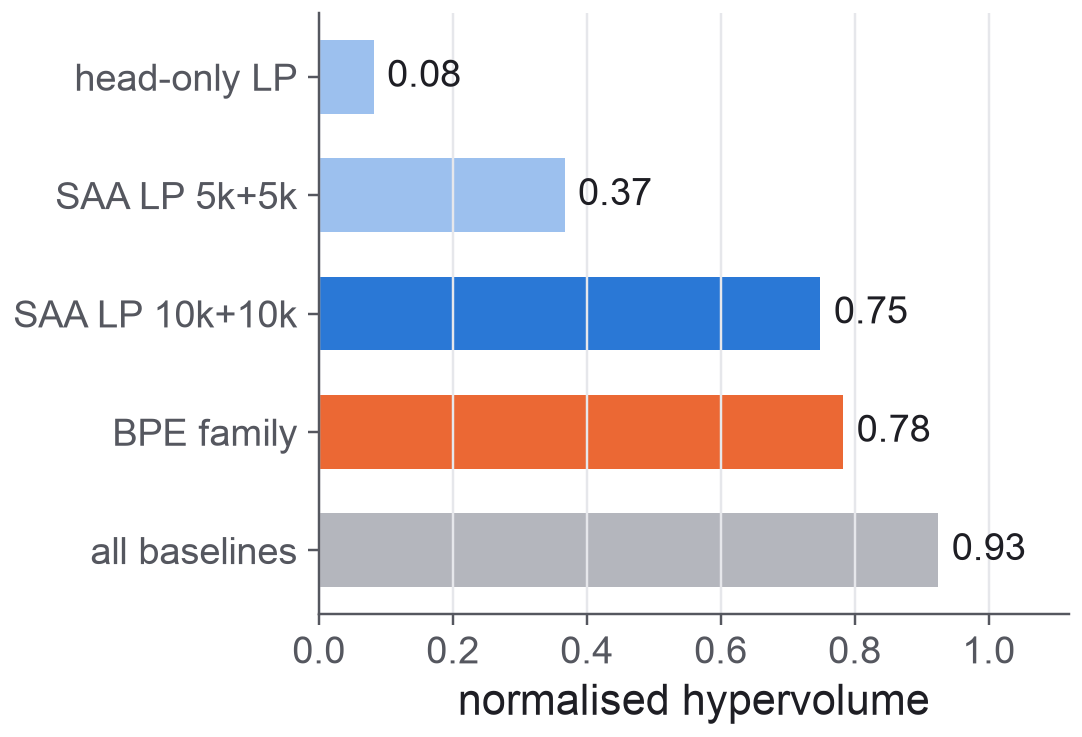 head-only LP 0.08
SAA LP 5k+5k 0.37
SAA LP 10k+10k 0.75
BPE family 0.78
all baselines 0.93
0.0 0.2 0.4 0.6 0.8 1.0
normalised hypervolume